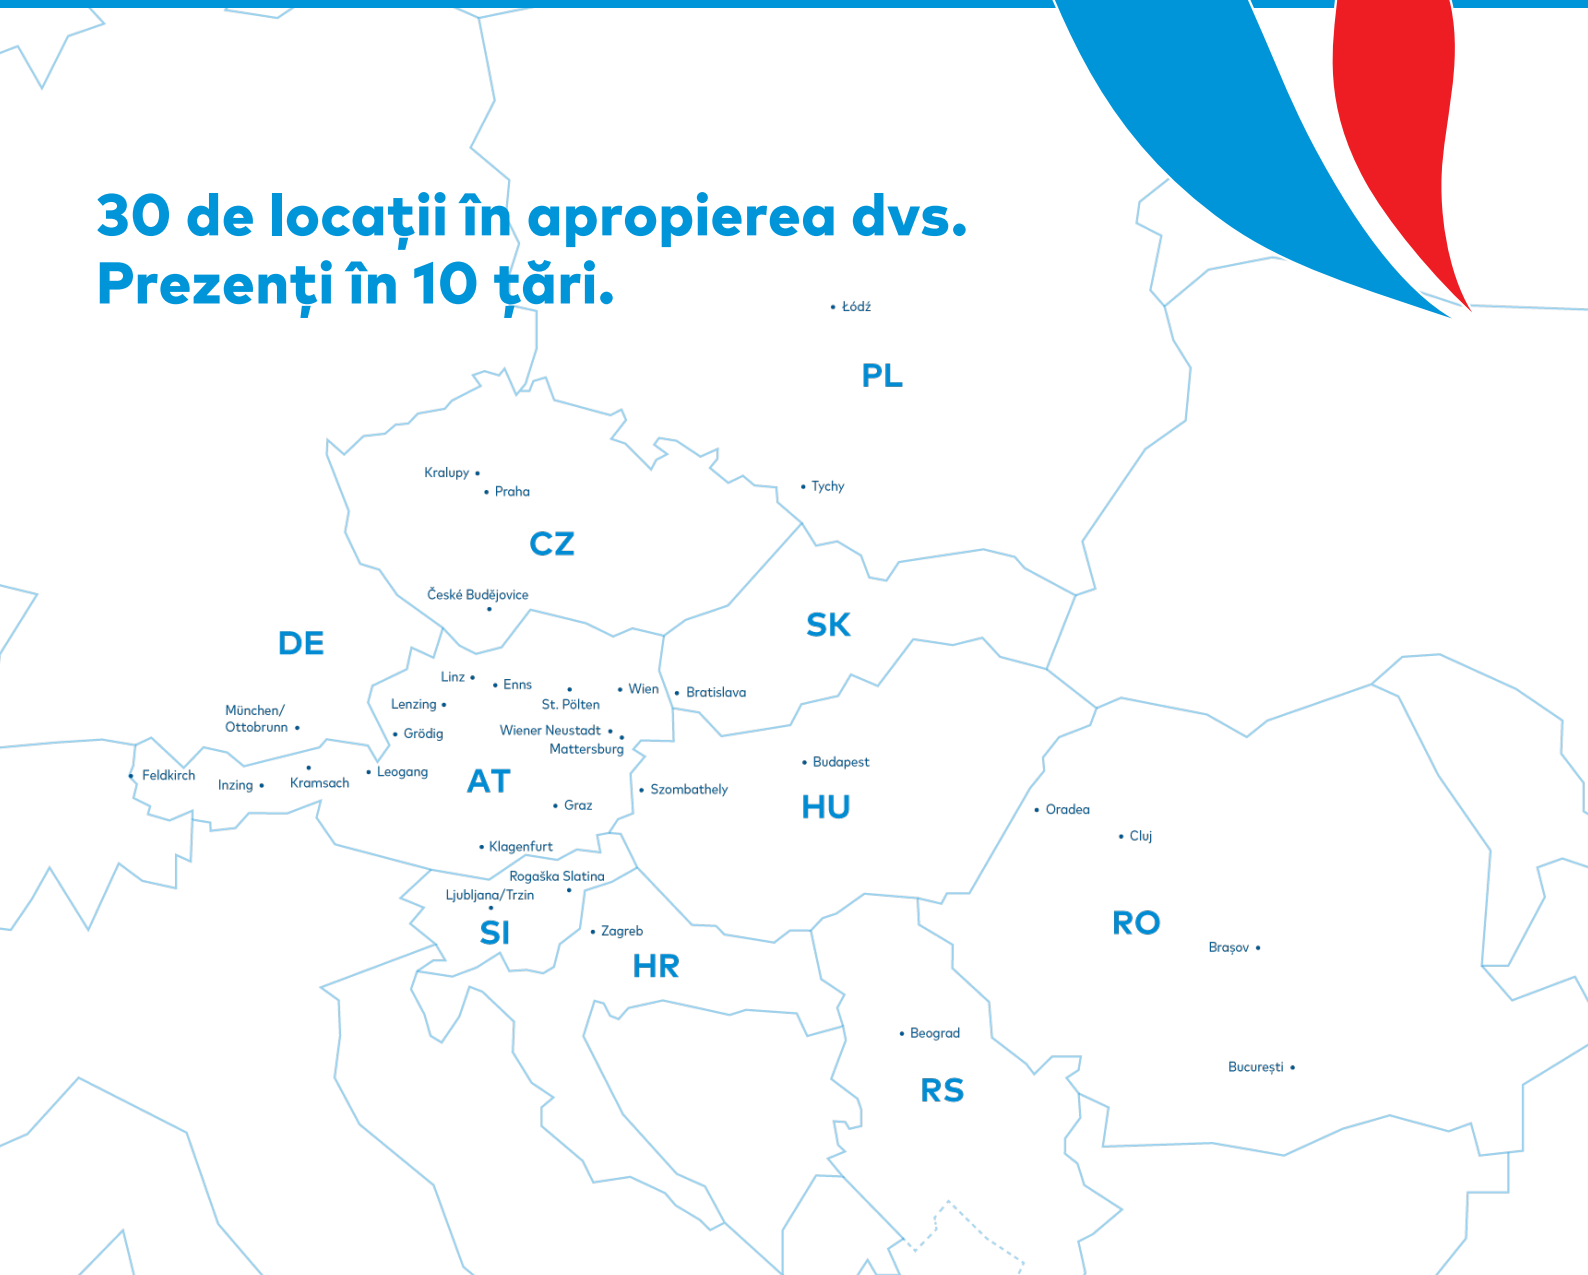 30 de locații în apropierea dvs.
Prezenți în 10 țări.
Łódź
PL
Kralupy
Praha
Tychy
CZ
České Budějovice
SK
DE
Linz
Enns
Wien
Bratislava
Lenzing
St. Pölten
München/
Ottobrunn
Grödig
Wiener Neustadt
Mattersburg
Feldkirch
Inzing
Kramsach
Leogang
AT
Budapest
Szombathely
HU
Graz
Oradea
Cluj
Klagenfurt
Rogaška Slatina
Ljubljana/Trzin
SI
Zagreb
HR
RO
Brașov
Beograd
București
RS